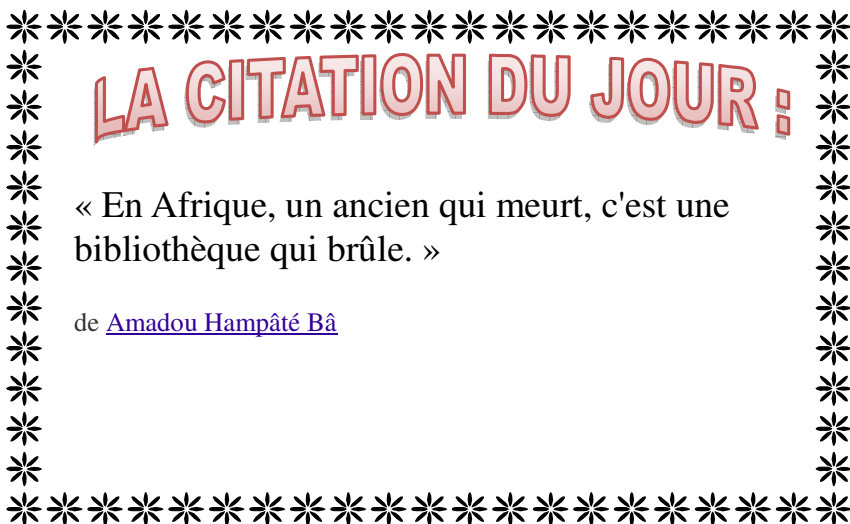 LA CITATION DU JOUR :
« En Afrique, un ancien qui meurt, c'est une
bibliothèque qui brûle. »
de Amadou Hampâté Bâ